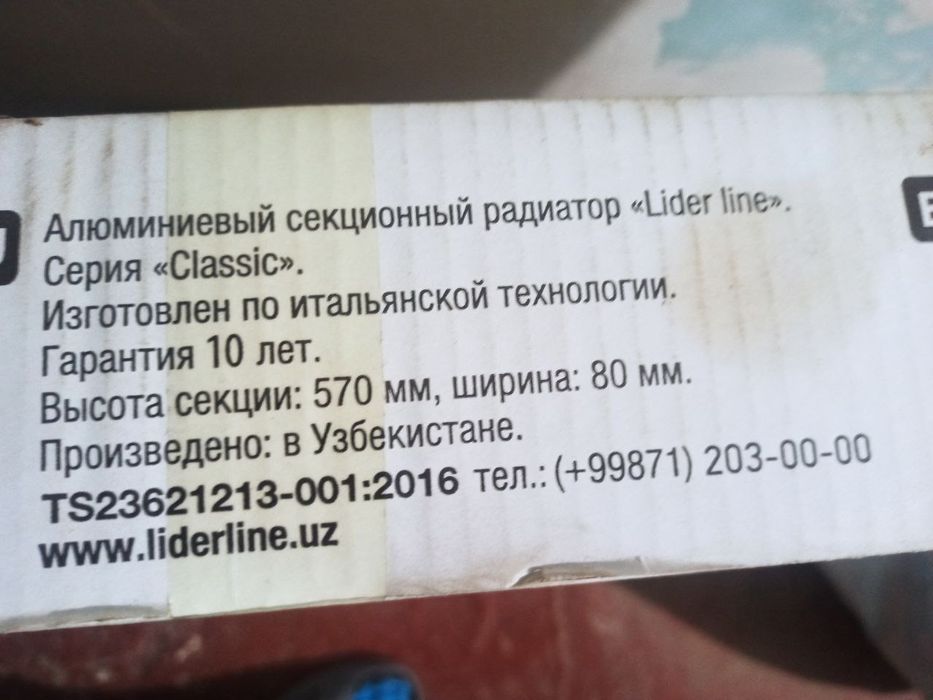 Алюминиевый секционный радиатор «Lider line».
Серия «Classic».
Изготовлен по итальянской технологии.
Гарантия 10 лет.
Высота секции: 570 мм, ширина: 80 мм.
Произведено: в Узбекистане.
TS23621213-001:2016 тел.: (+99871) 203-00-00
www.liderline.uz